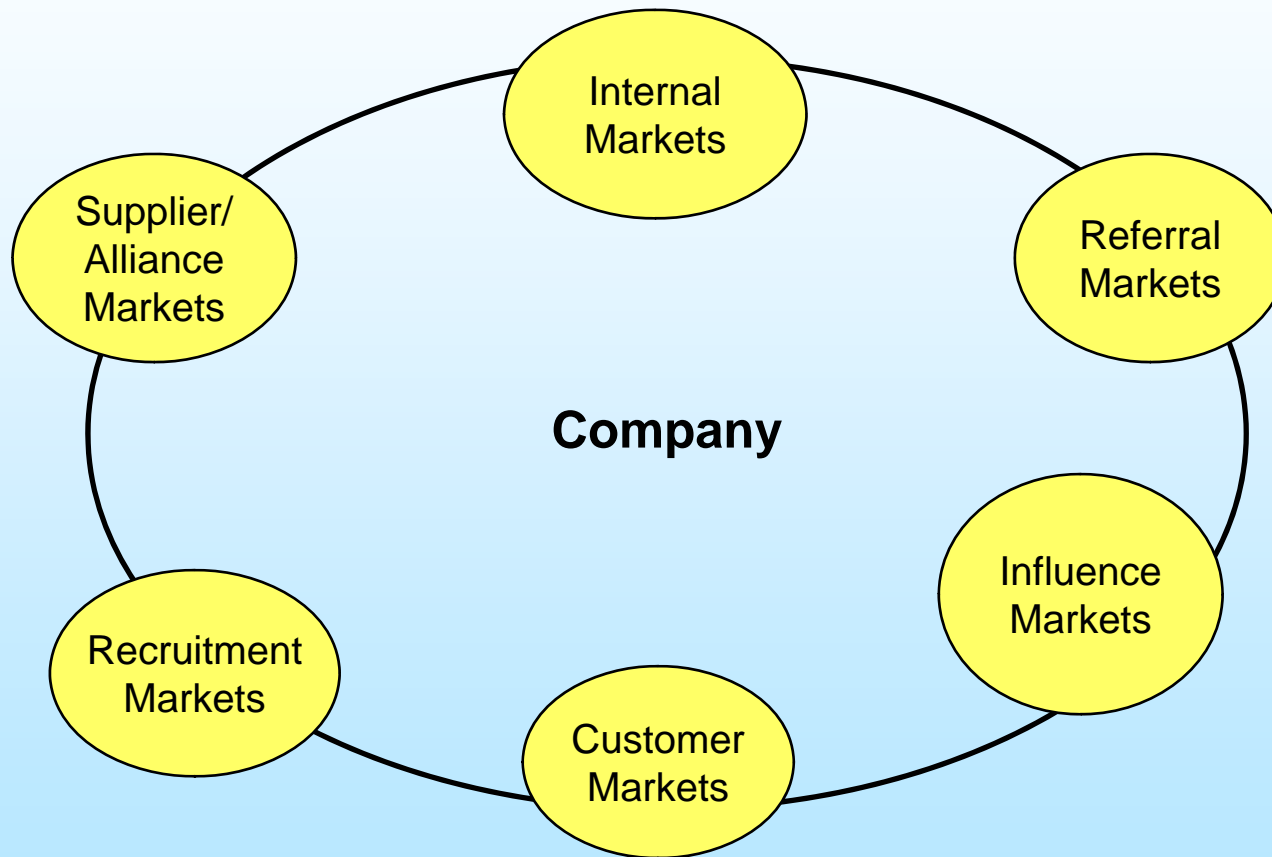 Internal
Markets
Supplier/
Alliance
Markets
Referral
Markets
Company
Influence
Markets
Recruitment
Markets
Customer
Markets